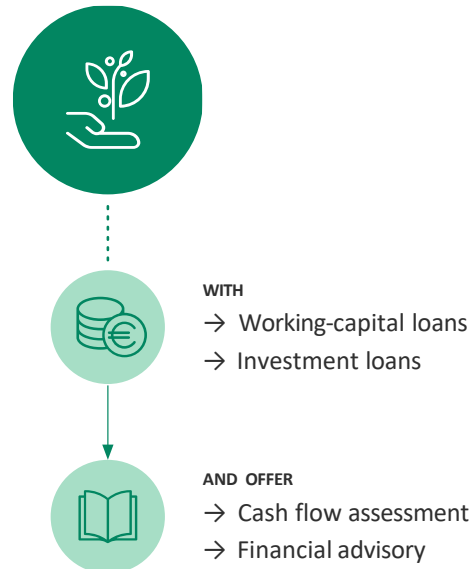 WITH
→ Working-capital loans
→ Investment loans
AND OFFER
→ Cash flow assessment
→ Financial advisory